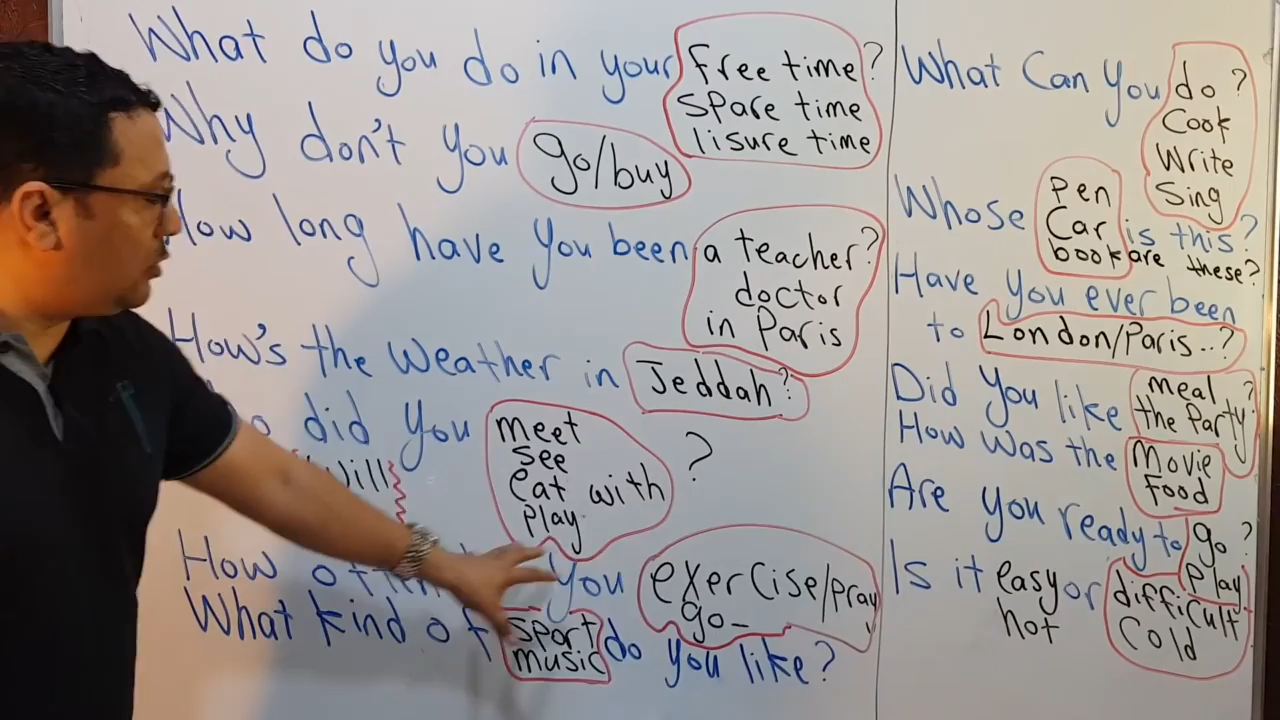 What do you do in your free time?
spare time
lisure time
Why don't you go/buy
How long have you been a teacher?
doctor
in Paris
How's the weather in Jeddah?
did you meet ?
see
eat with
play
will
How you exercise/pray
go_
What kind of sport do you like?
music
What Can you do?
Cook
Write
Sing
Whose pen is this?
Car
book are these?
Have you ever been
to London/Paris..?
Did you like meal ?
the Party
How was the Movie
food
Are you ready to go?
play
Is it easy or difficult
hot Cold